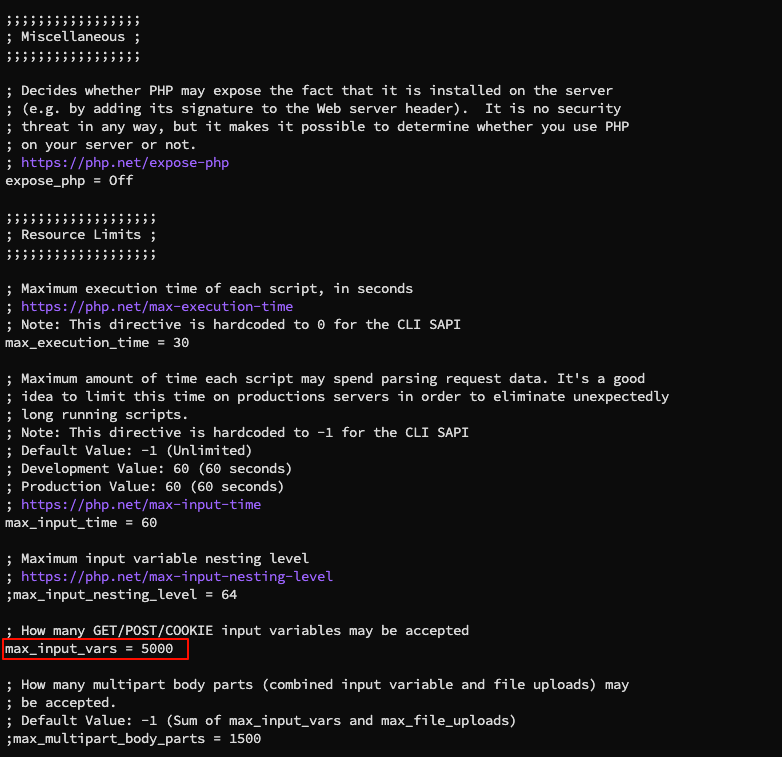 ;;;;;;;;;;;;;;;;;
; Miscellaneous ;
;;;;;;;;;;;;;;;;;
; Decides whether PHP may expose the fact that it is installed on the server
; (e.g. by adding its signature to the Web server header).  It is no security
; threat in any way, but it makes it possible to determine whether you use PHP
; on your server or not.
; https://php.net/expose-php
expose_php = Off
;;;;;;;;;;;;;;;;;;;
; Resource Limits ;
;;;;;;;;;;;;;;;;;;;
; Maximum execution time of each script, in seconds
; https://php.net/max-execution-time
; Note: This directive is hardcoded to 0 for the CLI SAPI
max_execution_time = 30
; Maximum amount of time each script may spend parsing request data. It's a good
; idea to limit this time on productions servers in order to eliminate unexpectedly
; long running scripts.
; Note: This directive is hardcoded to -1 for the CLI SAPI
; Default Value: -1 (Unlimited)
; Development Value: 60 (60 seconds)
; Production Value: 60 (60 seconds)
; https://php.net/max-input-time
max_input_time = 60
; Maximum input variable nesting level
; https://php.net/max-input-nesting-level
;max_input_nesting_level = 64
; How many GET/POST/COOKIE input variables may be accepted
max_input_vars = 5000
; How many multipart body parts (combined input variable and file uploads) may
; be accepted.
; Default Value: -1 (Sum of max_input_vars and max_file_uploads)
;max_multipart_body_parts = 1500